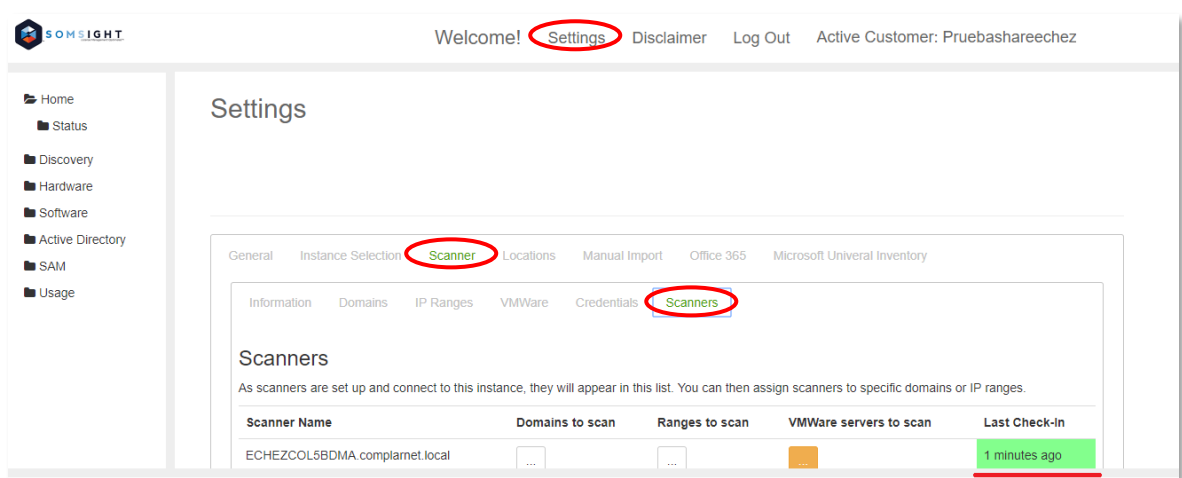 SOMSIGHT
Welcome! Settings Disclaimer Log Out Active Customer: Pruebashareechez
Home
Status
Discovery
Hardware
Software
Active Directory
SAM
Usage
Settings
General Instance Selection Scanner Locations Manual Import Office 365 Microsoft Univeral Inventory
Information Domains IP Ranges VMWare Credentials Scanners
Scanners
As scanners are set up and connect to this instance, they will appear in this list. You can then assign scanners to specific domains or IP ranges.
Scanner Name Domains to scan Ranges to scan VMWare servers to scan Last Check-In
ECHEZCOL5BDMA.complarnet.local ... ... ... 1 minutes ago